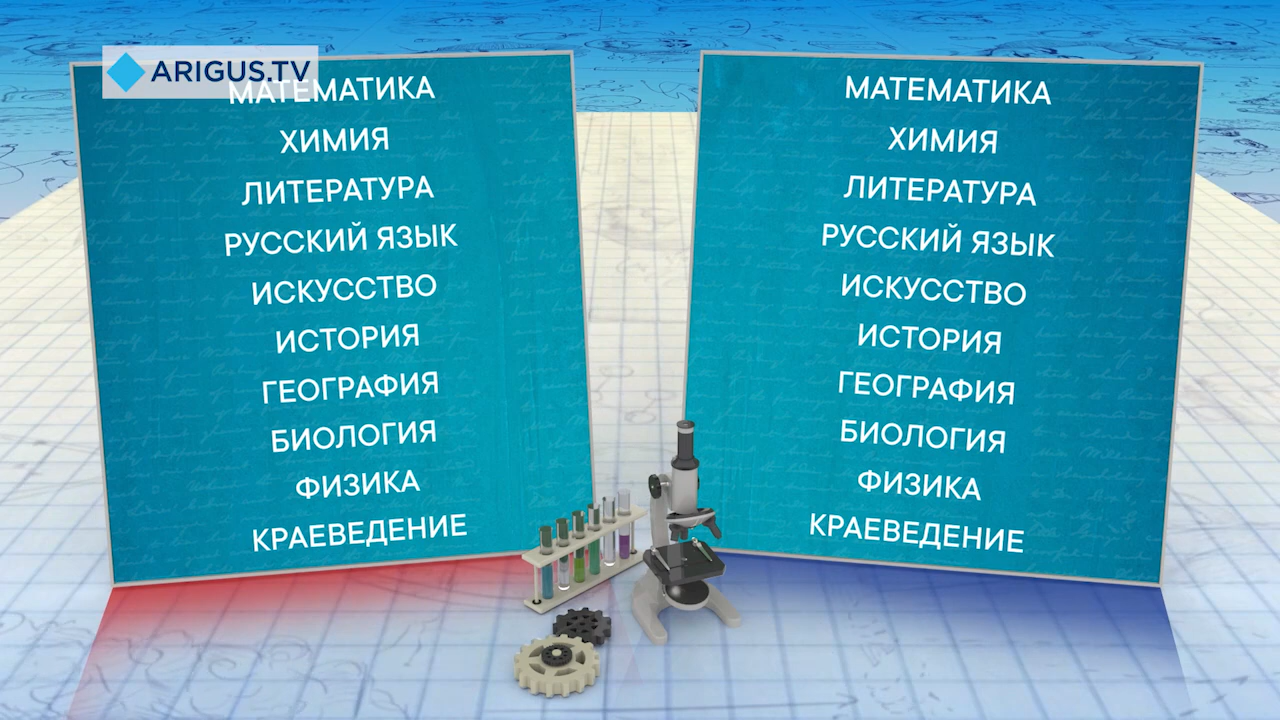 ARIGUS.TV
МАТЕМАТИКА
ХИМИЯ
ЛИТЕРАТУРА
РУССКИЙ ЯЗЫК
ИСКУССТВО
ИСТОРИЯ
ГЕОГРАФИЯ
БИОЛОГИЯ
ФИЗИКА
КРАЕВЕДЕНИЕ
МАТЕМАТИКА
ХИМИЯ
ЛИТЕРАТУРА
РУССКИЙ ЯЗЫК
ИСКУССТВО
ИСТОРИЯ
ГЕОГРАФИЯ
БИОЛОГИЯ
ФИЗИКА
КРАЕВЕДЕНИЕ